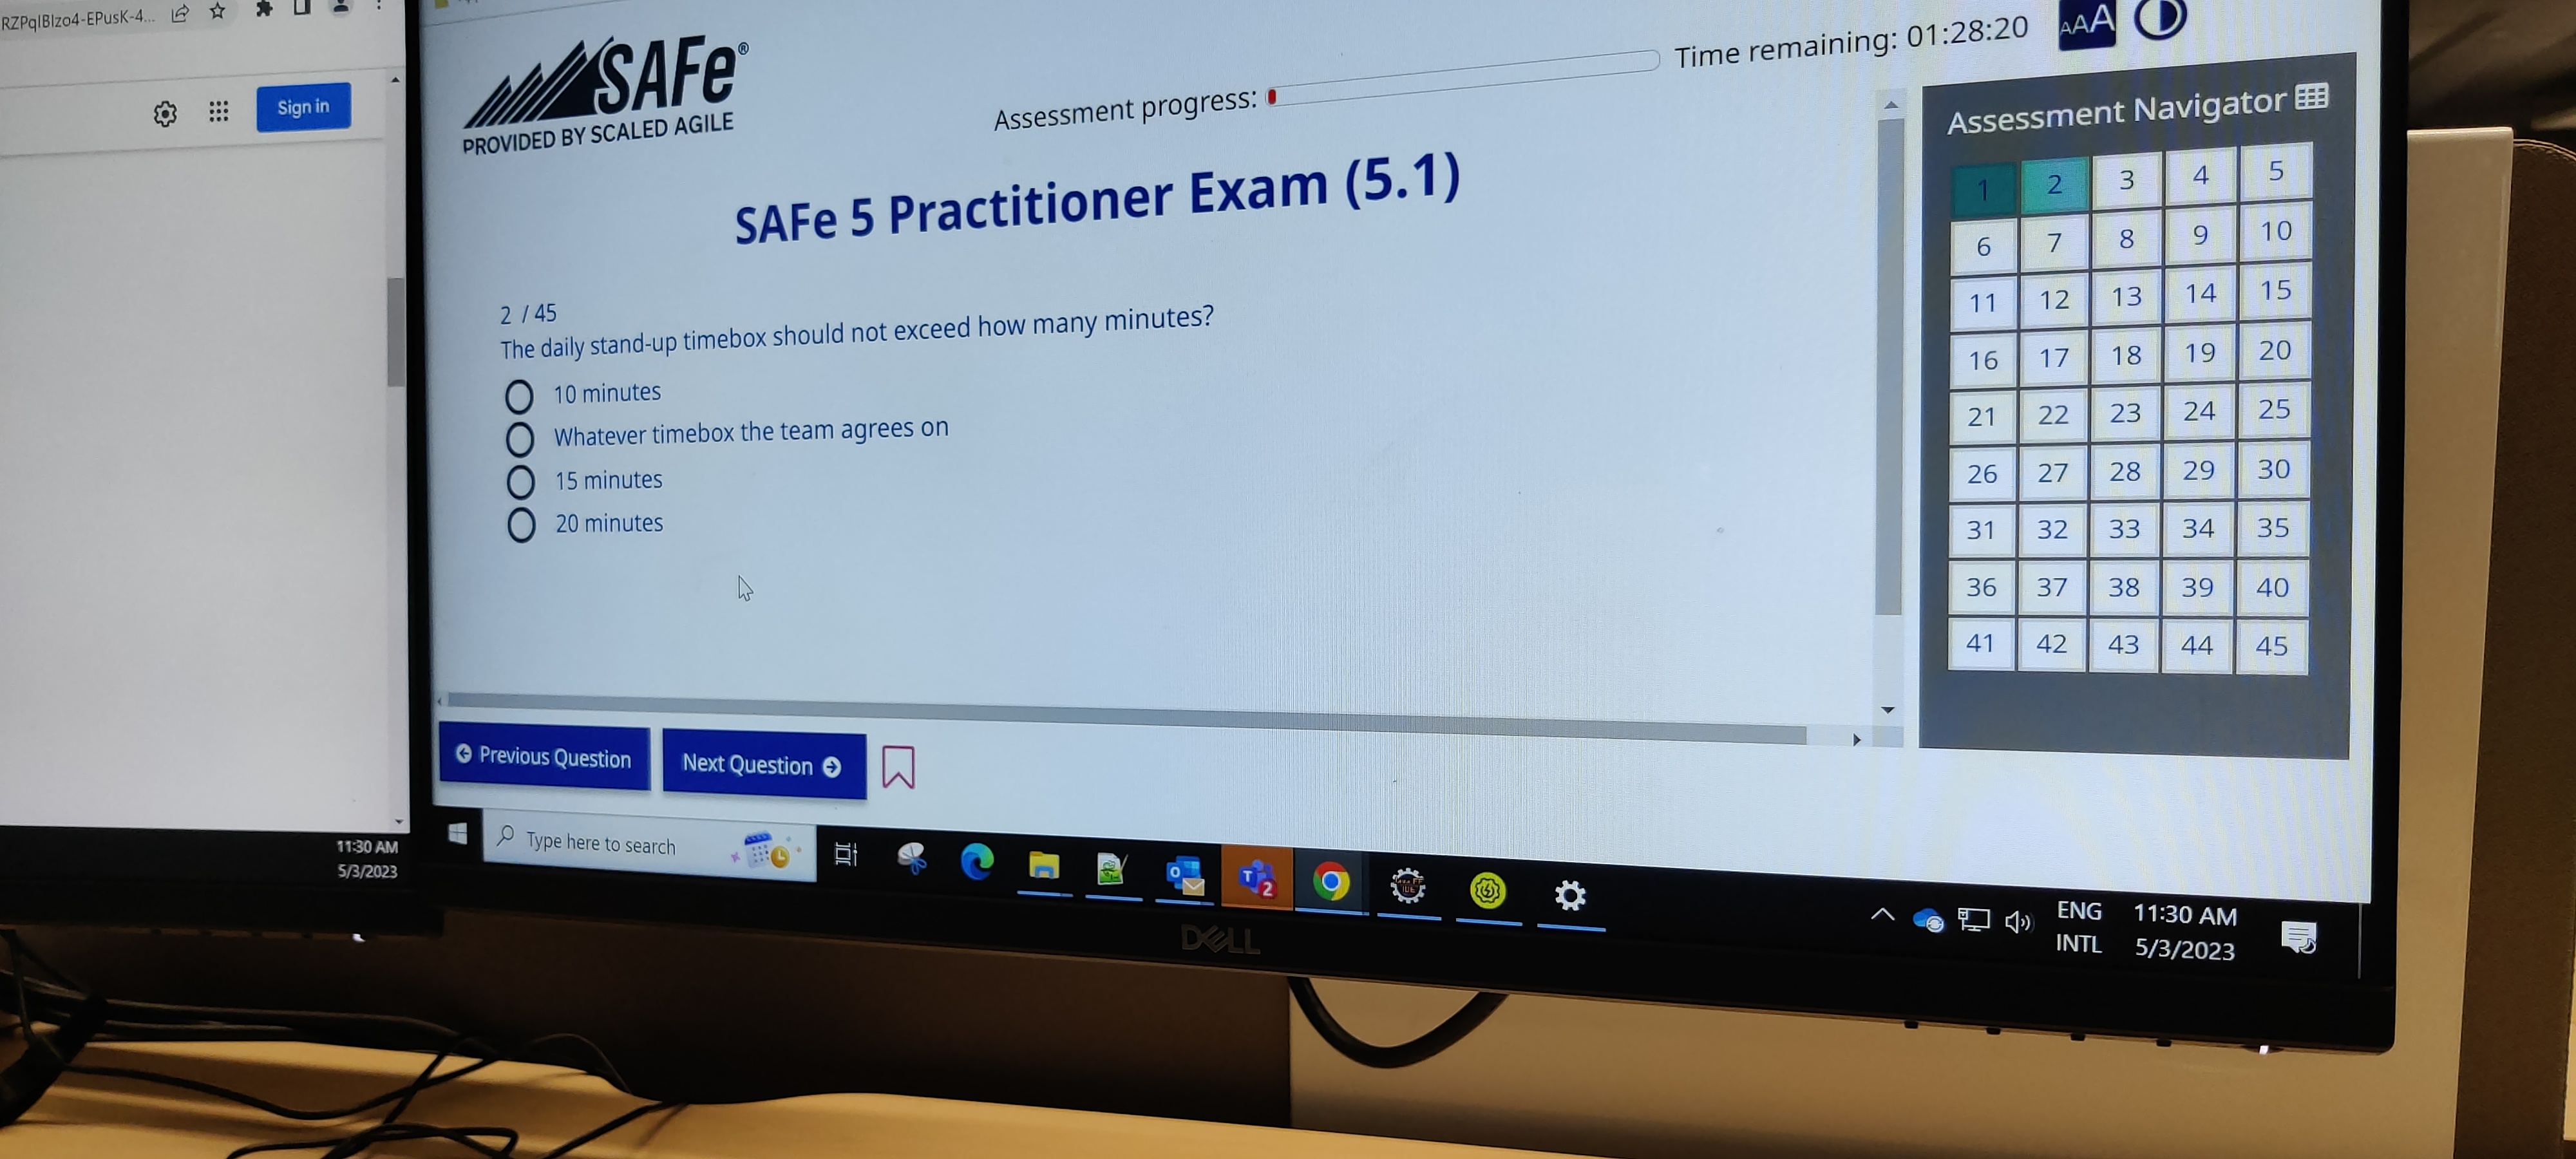 RZPqlBlzo4-EPusK-4...
Sign in
11:30 AM
5/3/2023
SAFe®
PROVIDED BY SCALED AGILE
Assessment progress:
Time remaining: 01:28:20
AAA
SAFe 5 Practitioner Exam (5.1)
2 / 45
The daily stand-up timebox should not exceed how many minutes?
10 minutes
Whatever timebox the team agrees on
15 minutes
20 minutes
Previous Question
Next Question
Assessment Navigator
1 2 3 4 5
6 7 8 9 10
11 12 13 14 15
16 17 18 19 20
21 22 23 24 25
26 27 28 29 30
31 32 33 34 35
36 37 38 39 40
41 42 43 44 45
Type here to search
2
ENG
INTL
11:30 AM
5/3/2023
DELL